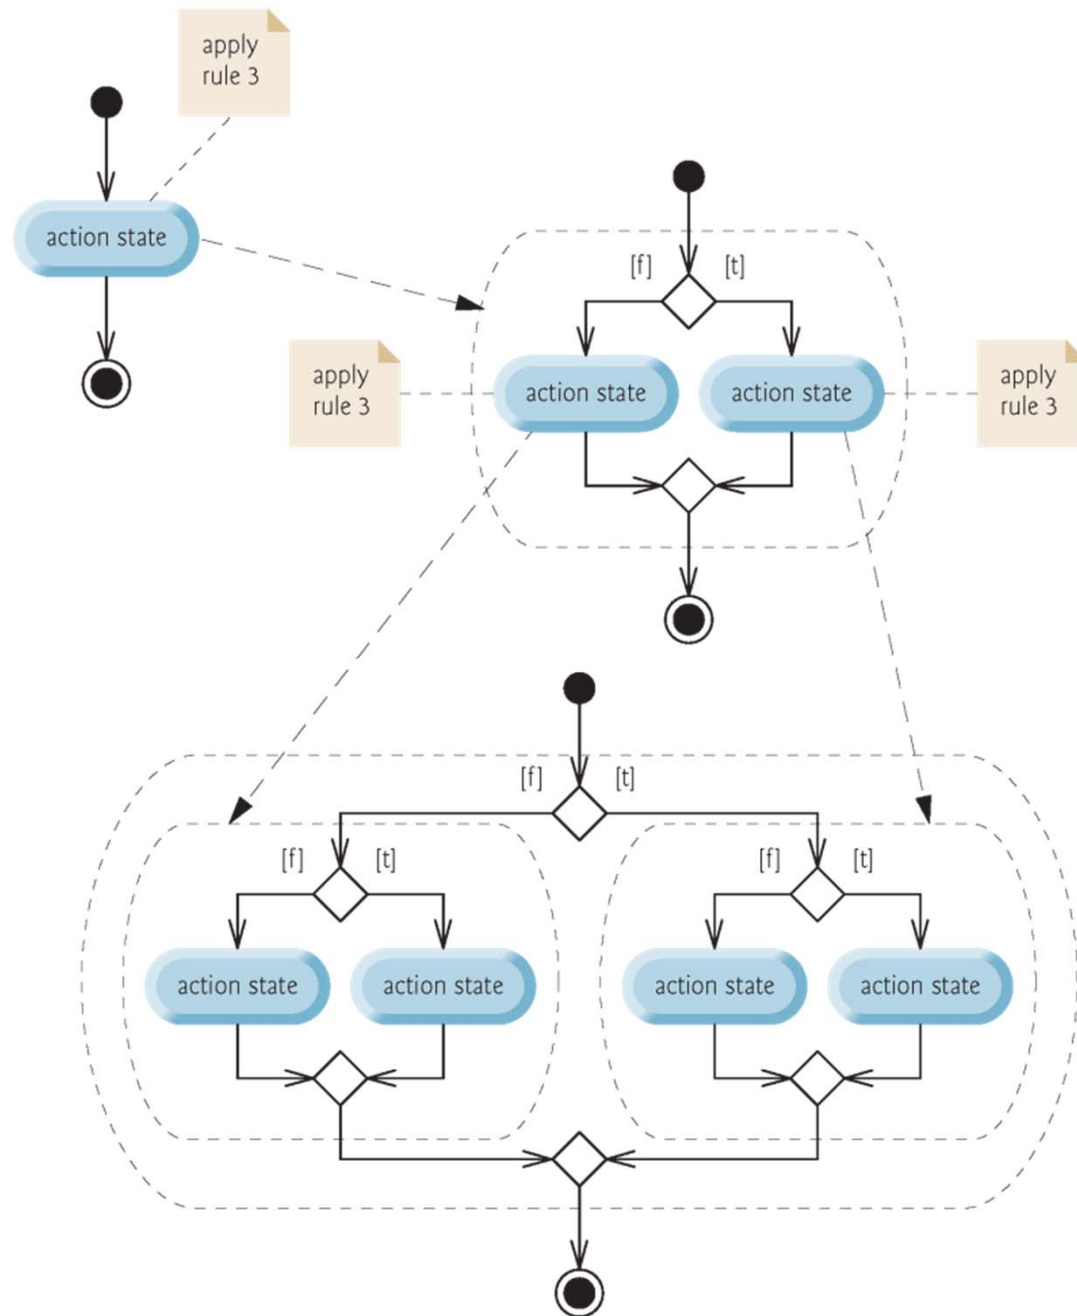 apply
rule 3
action state
[f] [t]
apply
rule 3
action state
action state
apply
rule 3
[f] [t]
[f] [t]
[f] [t]
action state
action state
action state
action state